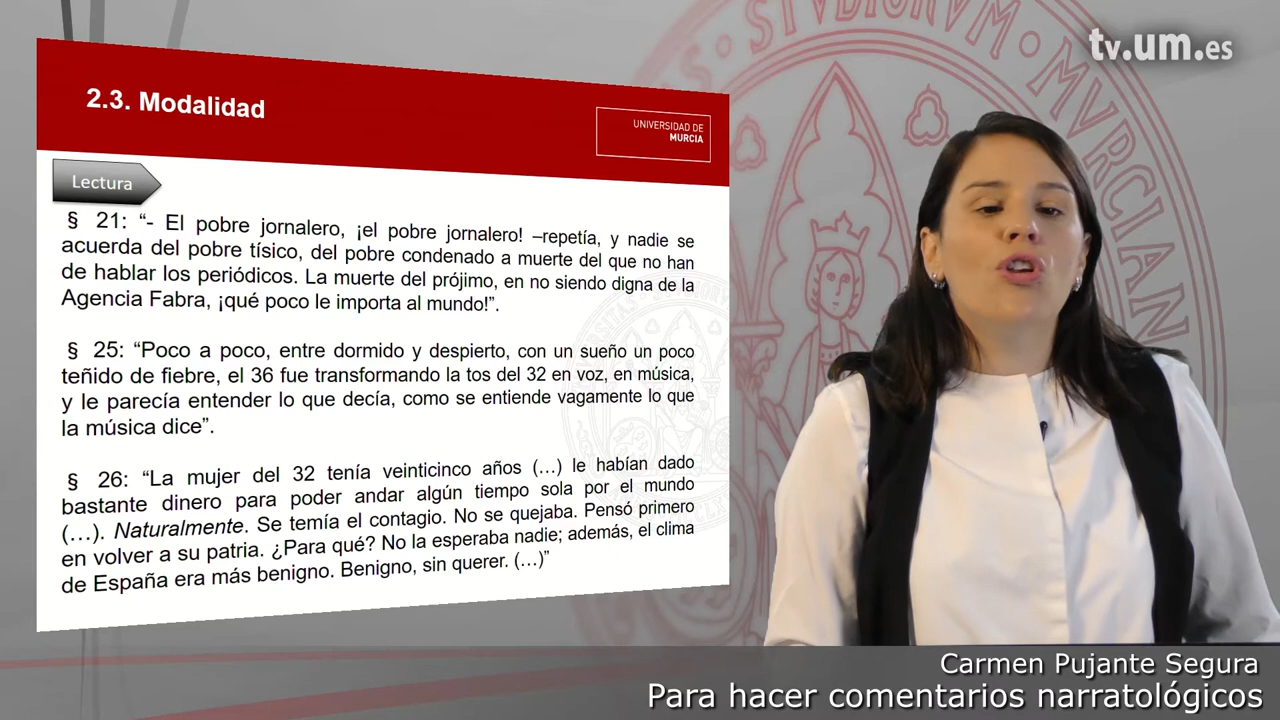 tv.um.es
STVDIORVM
MVRCIAN
2.3. Modalidad
UNIVERSIDAD DE
MURCIA
Lectura
§ 21: “- El pobre jornalero, ¡el pobre jornalero! –repetía, y nadie se
acuerda del pobre tísico, del pobre condenado a muerte del que no han
de hablar los periódicos. La muerte del prójimo, en no siendo digna de la
Agencia Fabra, ¡qué poco le importa al mundo!”.
§ 25: “Poco a poco, entre dormido y despierto, con un sueño un poco
teñido de fiebre, el 36 fue transformando la tos del 32 en voz, en música,
y le parecía entender lo que decía, como se entiende vagamente lo que
la música dice”.
§ 26: “La mujer del 32 tenía veinticinco años (…) le habían dado
bastante dinero para poder andar algún tiempo sola por el mundo
(…). Naturalmente. Se temía el contagio. No se quejaba. Pensó primero
en volver a su patria. ¿Para qué? No la esperaba nadie; además, el clima
de España era más benigno. Benigno, sin querer. (…)”
Carmen Pujante Segura
Para hacer comentarios narratológicos